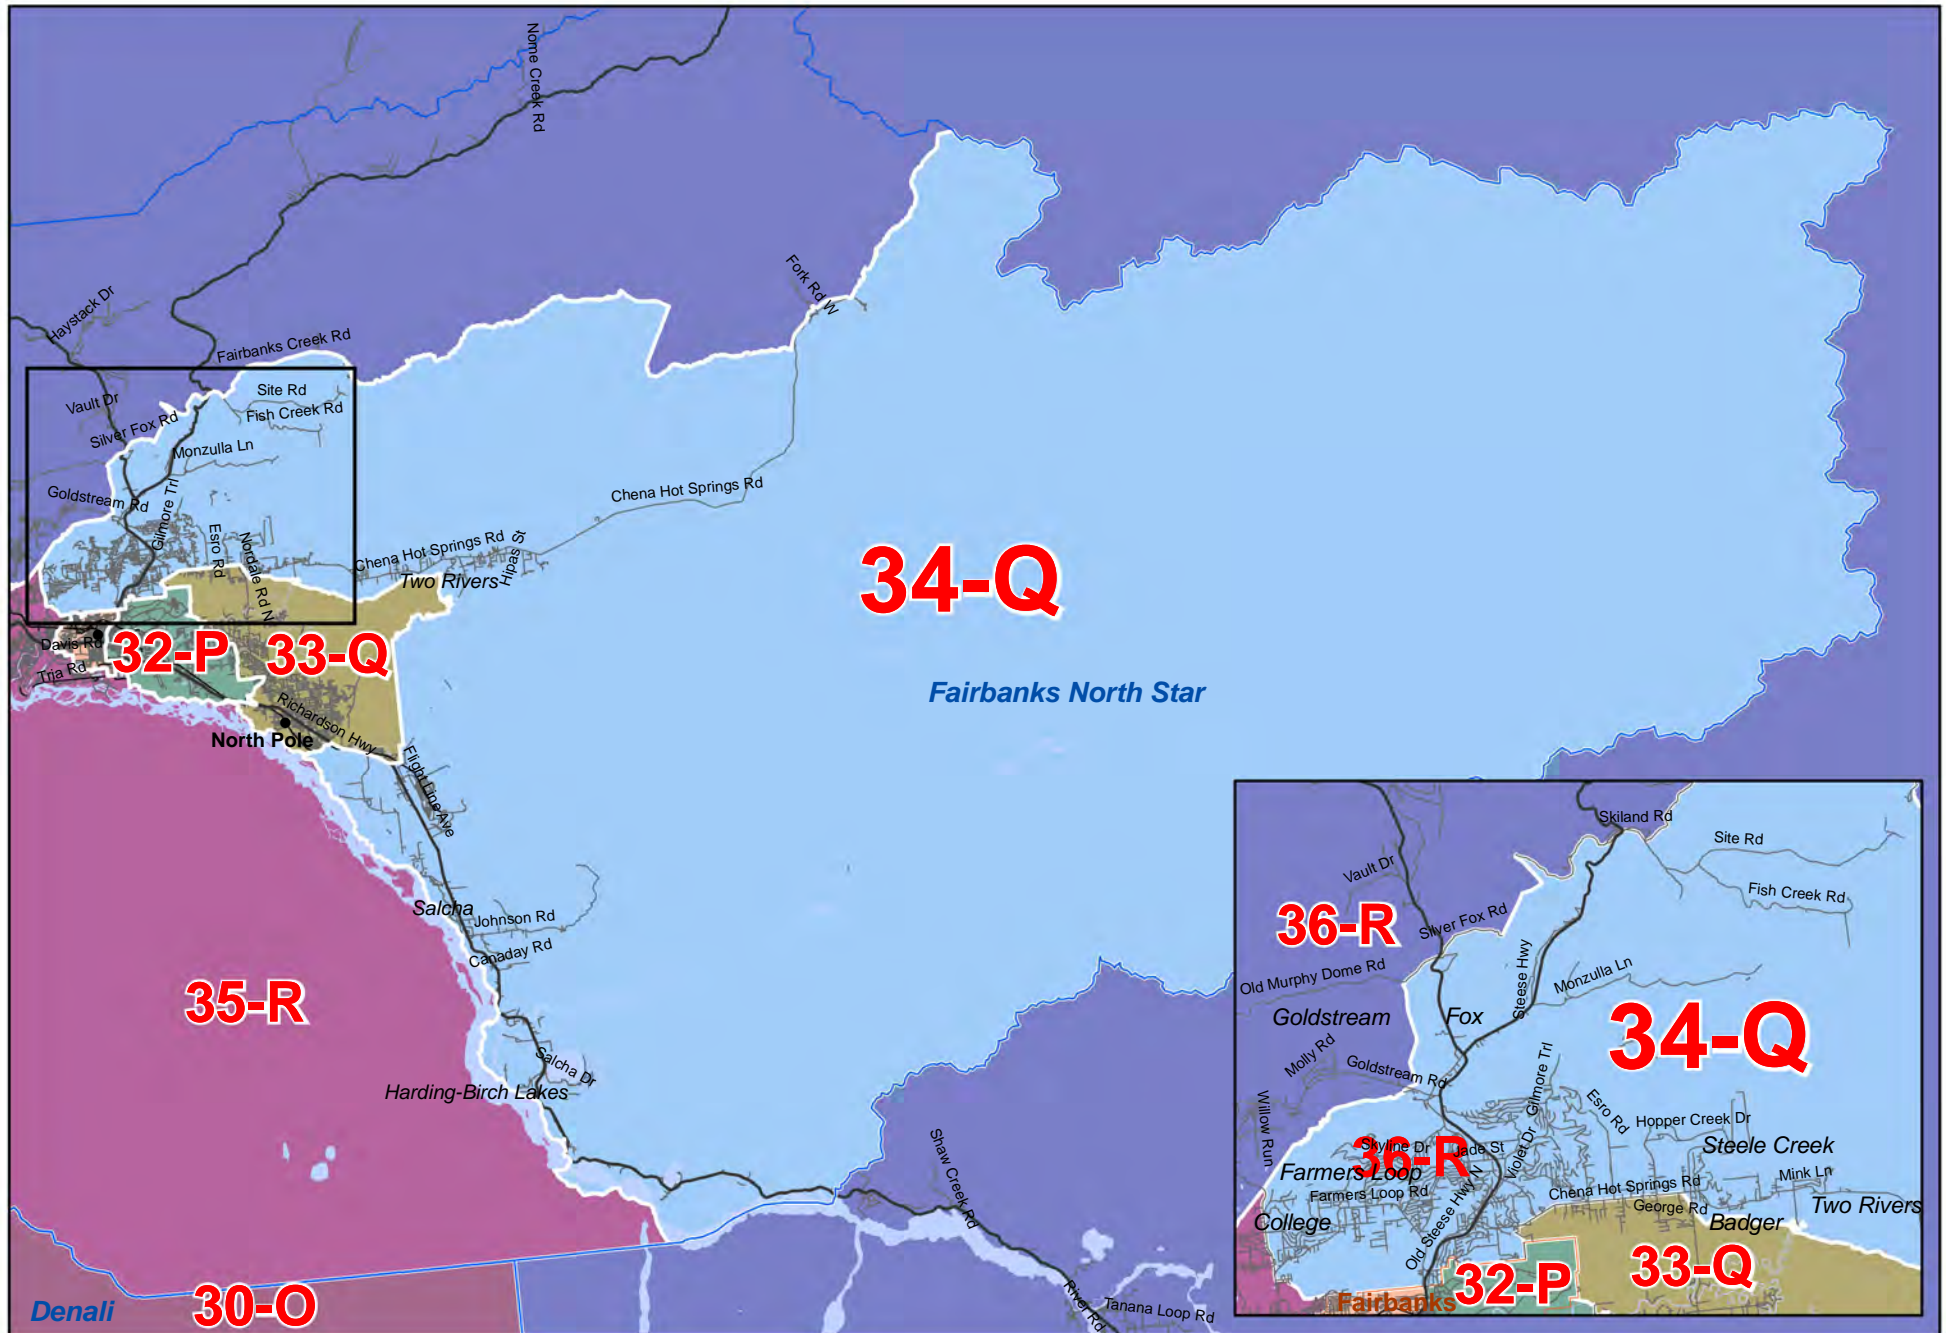 Nome Creek Rd
Haystack Dr
Fork Rd W
Fairbanks Creek Rd
Site Rd
Vault Dr
Fish Creek Rd
Silver Fox Rd
Monzulla Ln
Goldstream Rd
Gilmore Trl
Chena Hot Springs Rd
Esro Rd
Nordale Rd N
Chena Hot Springs Rd
Hipas St
Two Rivers
34-Q
Davis Rd
32-P
33-Q
Tria Rd
Fairbanks North Star
Richardson Hwy
North Pole
Flight Line Ave
Salcha
Johnson Rd
Canaday Rd
35-R
Salcha Dr
Harding-Birch Lakes
Shaw Creek Rd
30-O
Denali
River Rd
Tanana Loop Rd
Skiland Rd
Site Rd
Vault Dr
Fish Creek Rd
36-R
Silver Fox Rd
Steese Hwy
Old Murphy Dome Rd
Monzulla Ln
Goldstream
Fox
34-Q
Molly Rd
Goldstream Rd
Gilmore Trl
Esro Rd
Willow Run
Hopper Creek Dr
36-R
Skyline Dr
Jade St
Violet Dr
Steele Creek
Farmers Loop
Mink Ln
Farmers Loop Rd
Chena Hot Springs Rd
George Rd
Two Rivers
College
Old Steese Hwy N
Badger
32-P
33-Q
Fairbanks